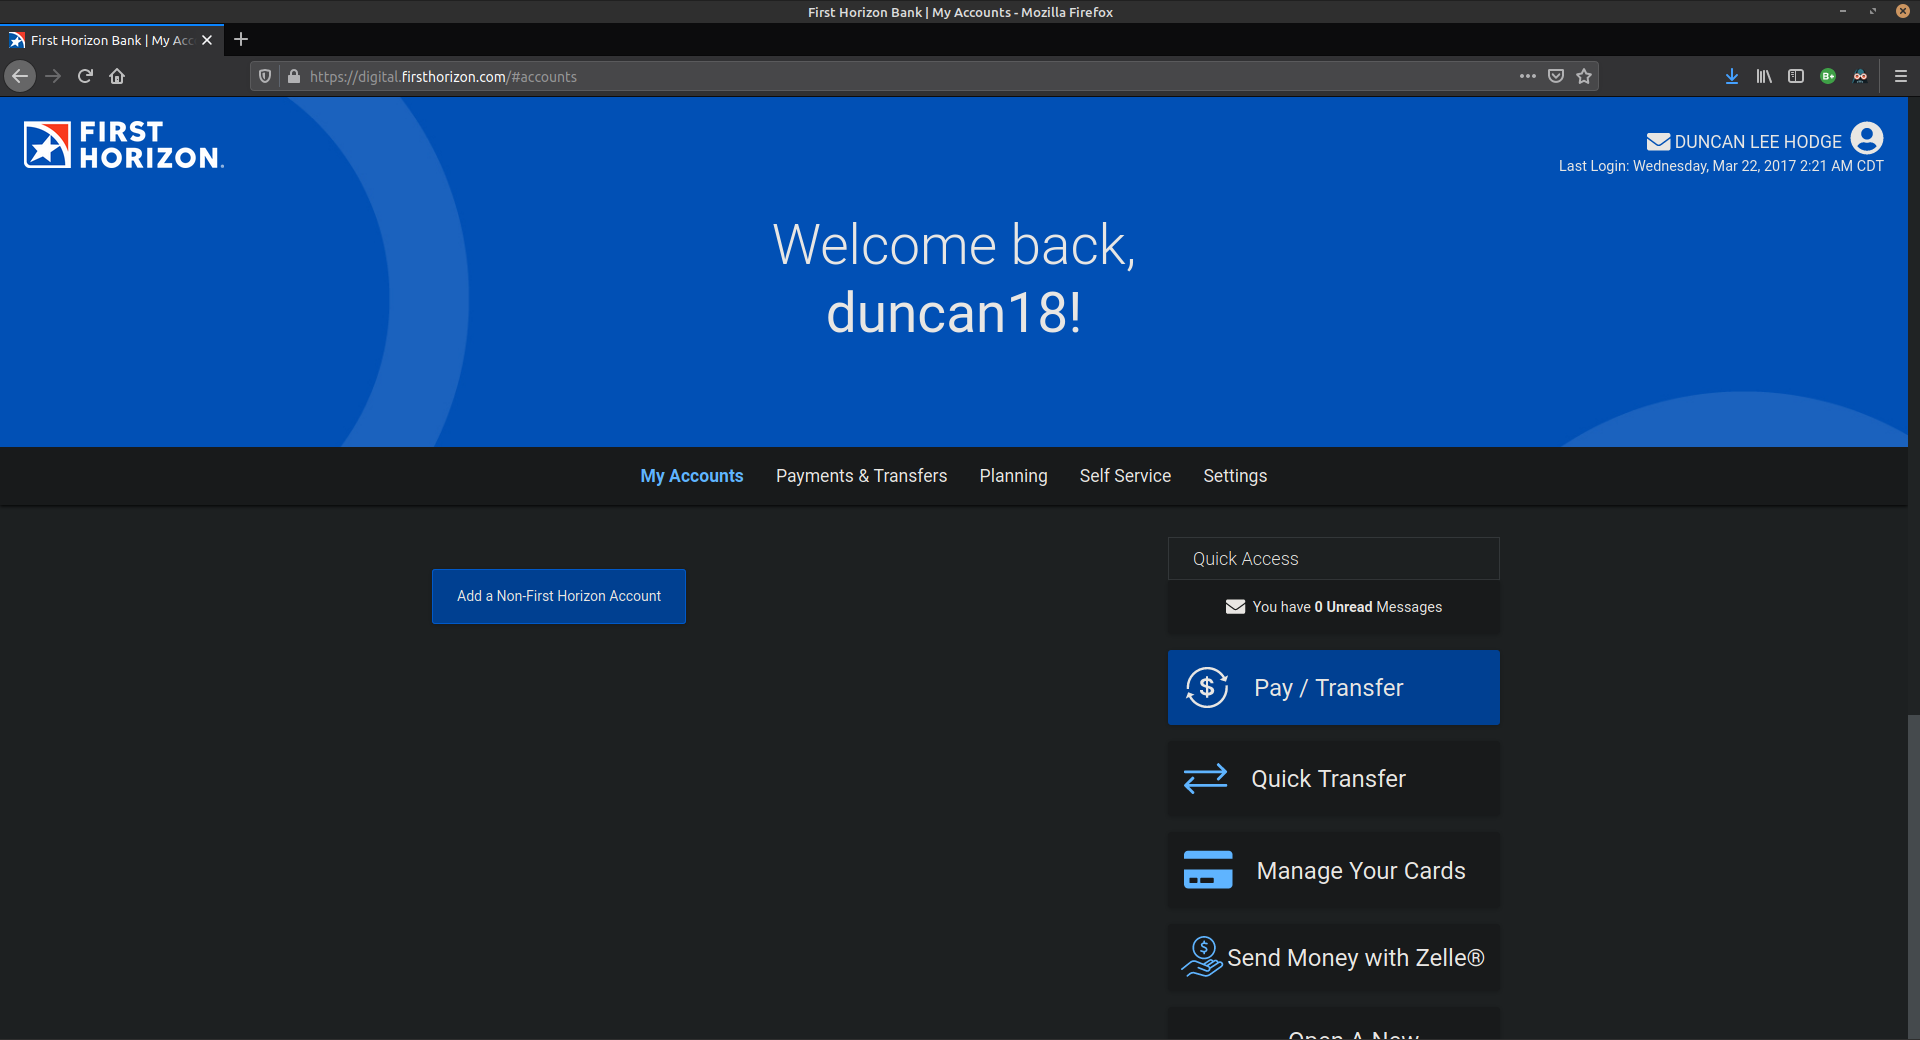 First Horizon Bank | My Accounts - Mozilla Firefox
First Horizon Bank | My Acc
https://digital.firsthorizon.com/#accounts
FIRST
HORIZON.
DUNCAN LEE HODGE
Last Login: Wednesday, Mar 22, 2017 2:21 AM CDT
Welcome back,
duncan18!
My Accounts Payments & Transfers Planning Self Service Settings
Add a Non-First Horizon Account
Quick Access
You have 0 Unread Messages
$ Pay / Transfer
Quick Transfer
Manage Your Cards
$ Send Money with Zelle®
Open A New